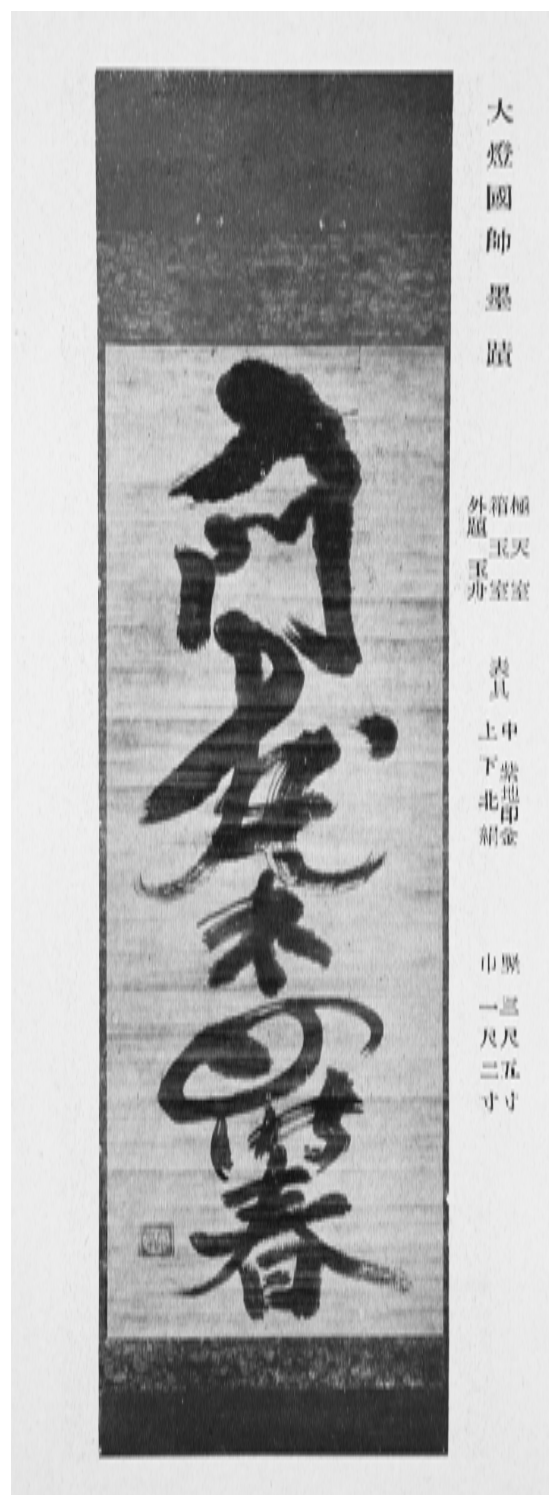 大燈國師墨蹟
極 天室
箱 玉室
外題 玉舟
表具
中 紫地印金
上下北絹
竪三尺五寸
巾一尺二寸
春